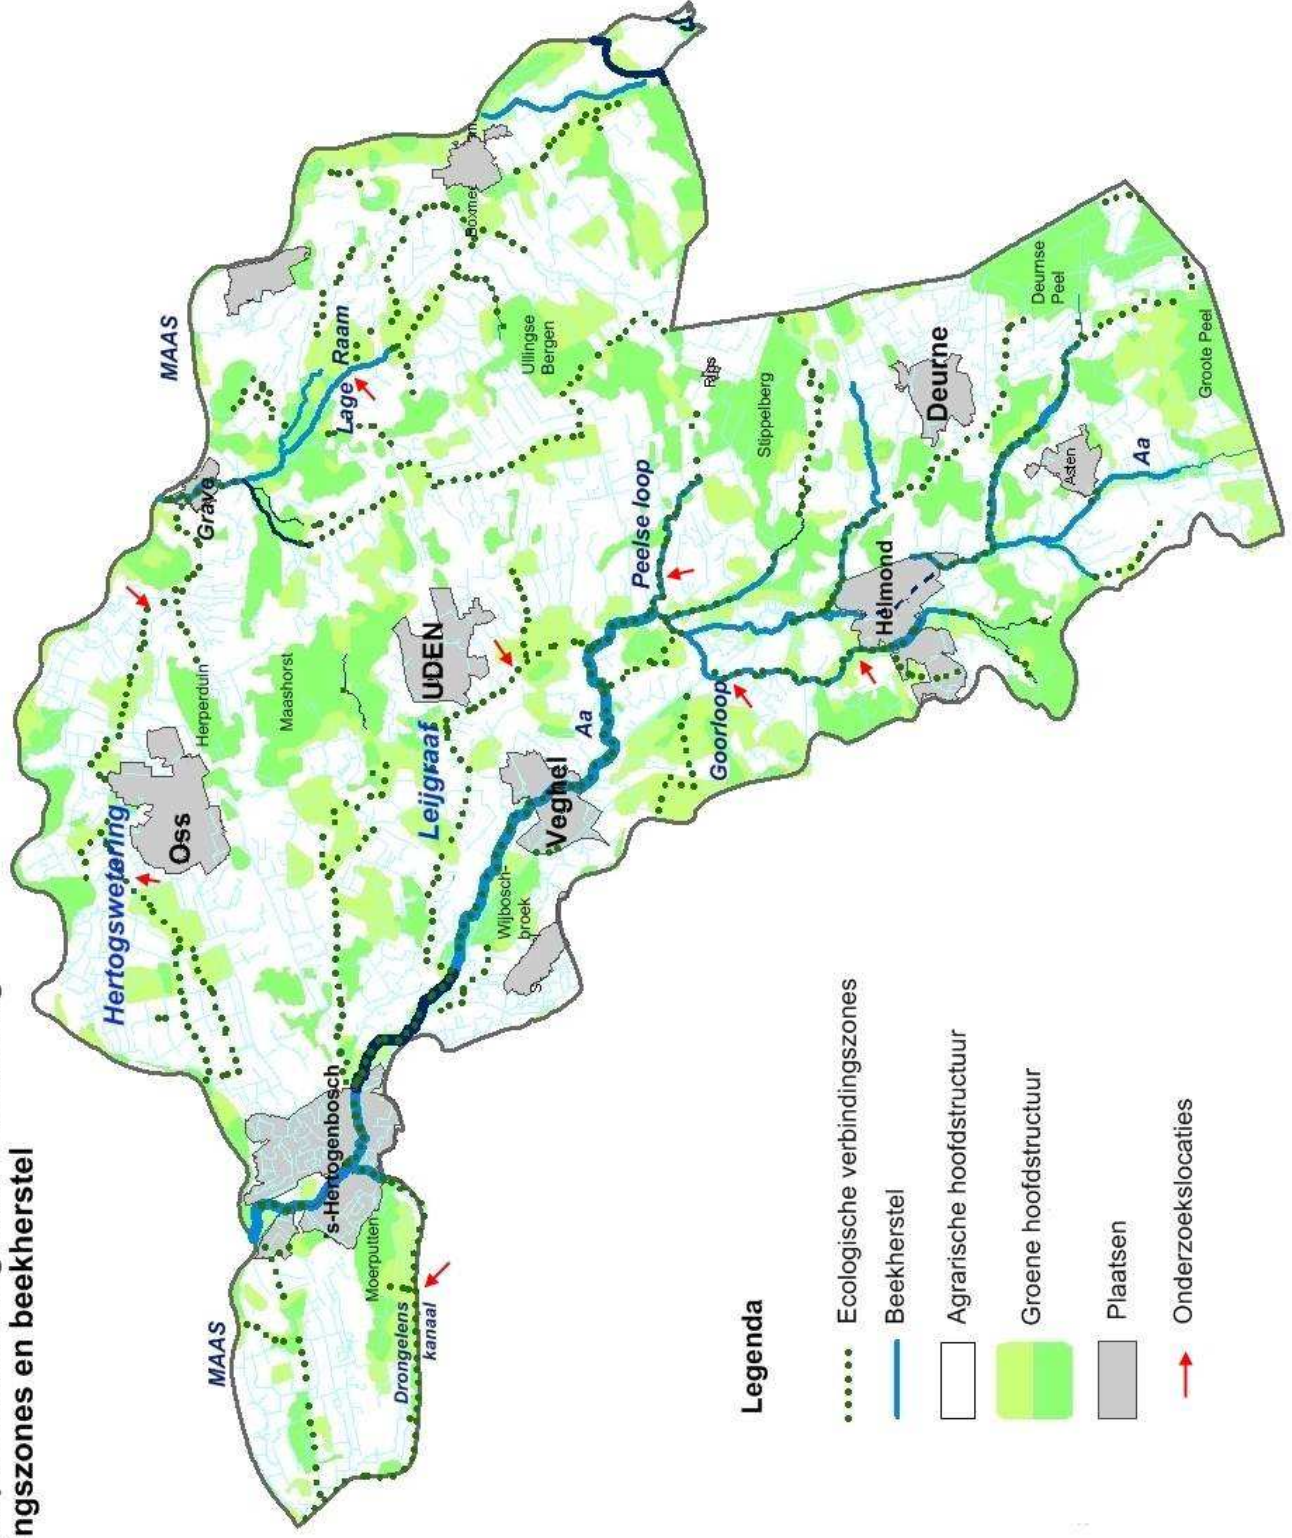 ngszones en beekherstel
MAAS
MAAS
Hertogswetering
Oss
Herperduin
Maashorst
Grave
Lage Raam
Ullingse
Bergen
UDEN
Leijgraaf
Veghel
Wijbosch-
broek
Aa
's-Hertogenbosch
Moerputten
Drongelens
kanaal
Peelse loop
Goorloop
Stippelberg
Helmond
Deurne
Deurnse
Peel
Asten
Aa
Groote Peel
Legenda
Ecologische verbindingszones
Beekherstel
Agrarische hoofdstructuur
Groene hoofdstructuur
Plaatsen
Onderzoekslocaties